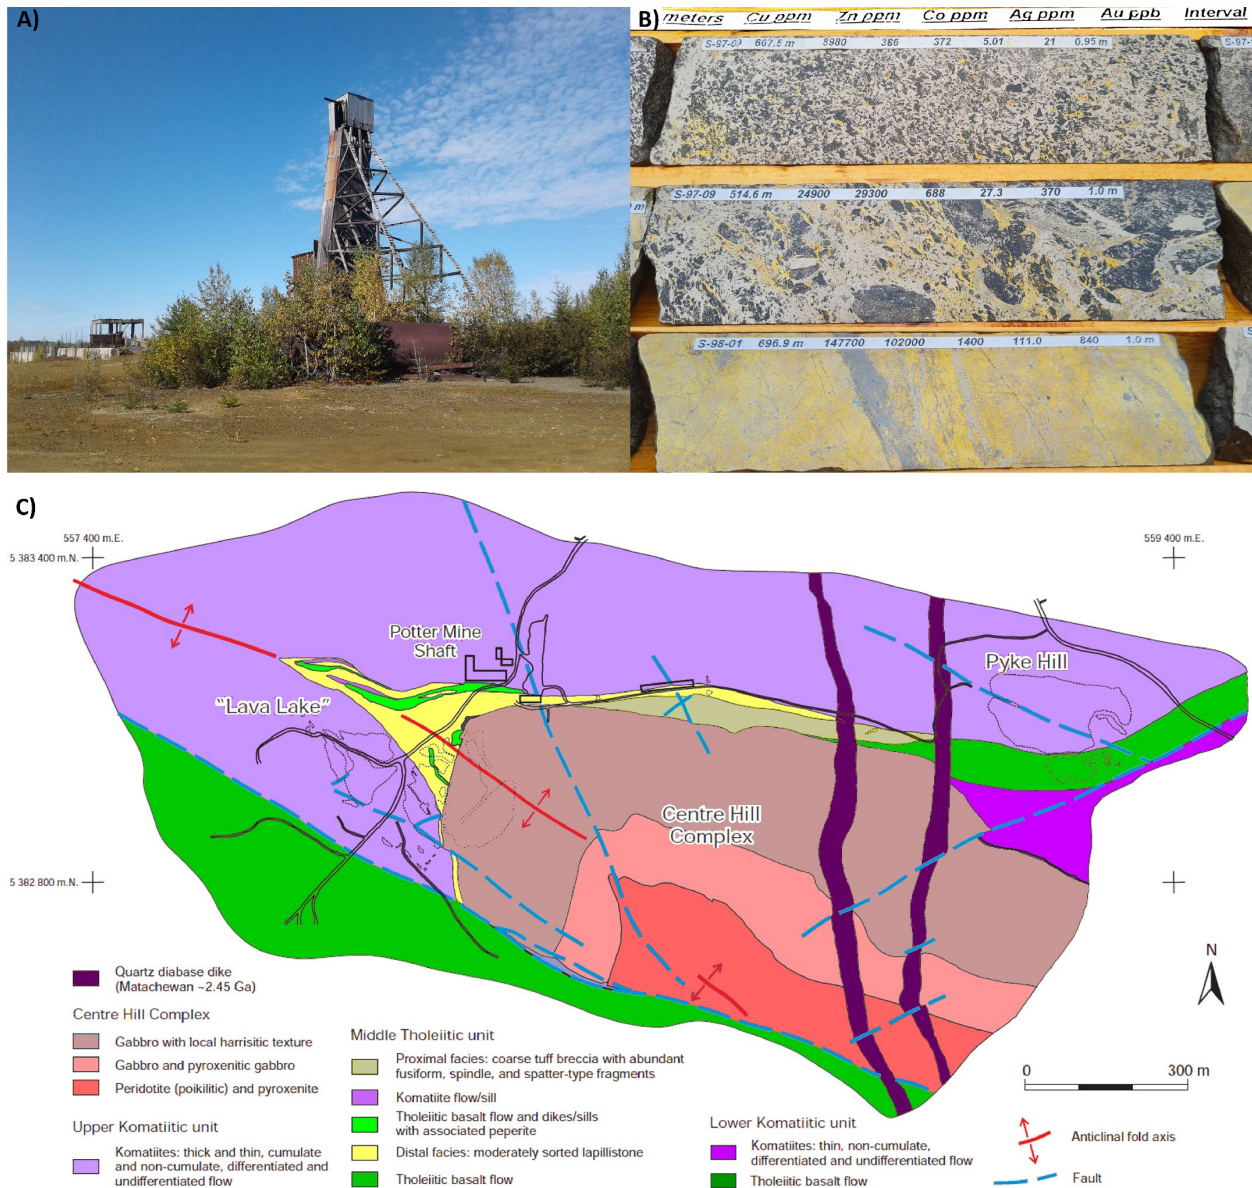 A)
B)
meters Cu ppm Zn ppm Co ppm Ag ppm Au ppb Interval
S-97-09 667.5 m 8980 386 372 5.01 21 0.95 m
S-97-09 514.6 m 24900 29300 688 27.3 370 1.0 m
S-98-01 696.9 m 147700 102000 1400 111.0 840 1.0 m
C)
557 400 m.E.
559 400 m.E.
5 383 400 m.N.
Potter Mine
Shaft
Pyke Hill
"Lava Lake"
Centre Hill
Complex
5 382 800 m.N.
N
Quartz diabase dike
(Matachewan ~2.45 Ga)
Centre Hill Complex
Gabbro with local harrisitic texture
Gabbro and pyroxenitic gabbro
Peridotite (poikilitic) and pyroxenite
Upper Komatiitic unit
Komatiites: thick and thin, cumulate
and non-cumulate, differentiated and
undifferentiated flow
Middle Tholeiitic unit
Proximal facies: coarse tuff breccia with abundant
fusiform, spindle, and spatter-type fragments
Komatiite flow/sill
Tholeiitic basalt flow and dikes/sills
with associated peperite
Distal facies: moderately sorted lapillistone
Tholeiitic basalt flow
Lower Komatiitic unit
Komatiites: thin, non-cumulate,
differentiated and undifferentiated flow
Tholeiitic basalt flow
0 300 m
Anticlinal fold axis
Fault